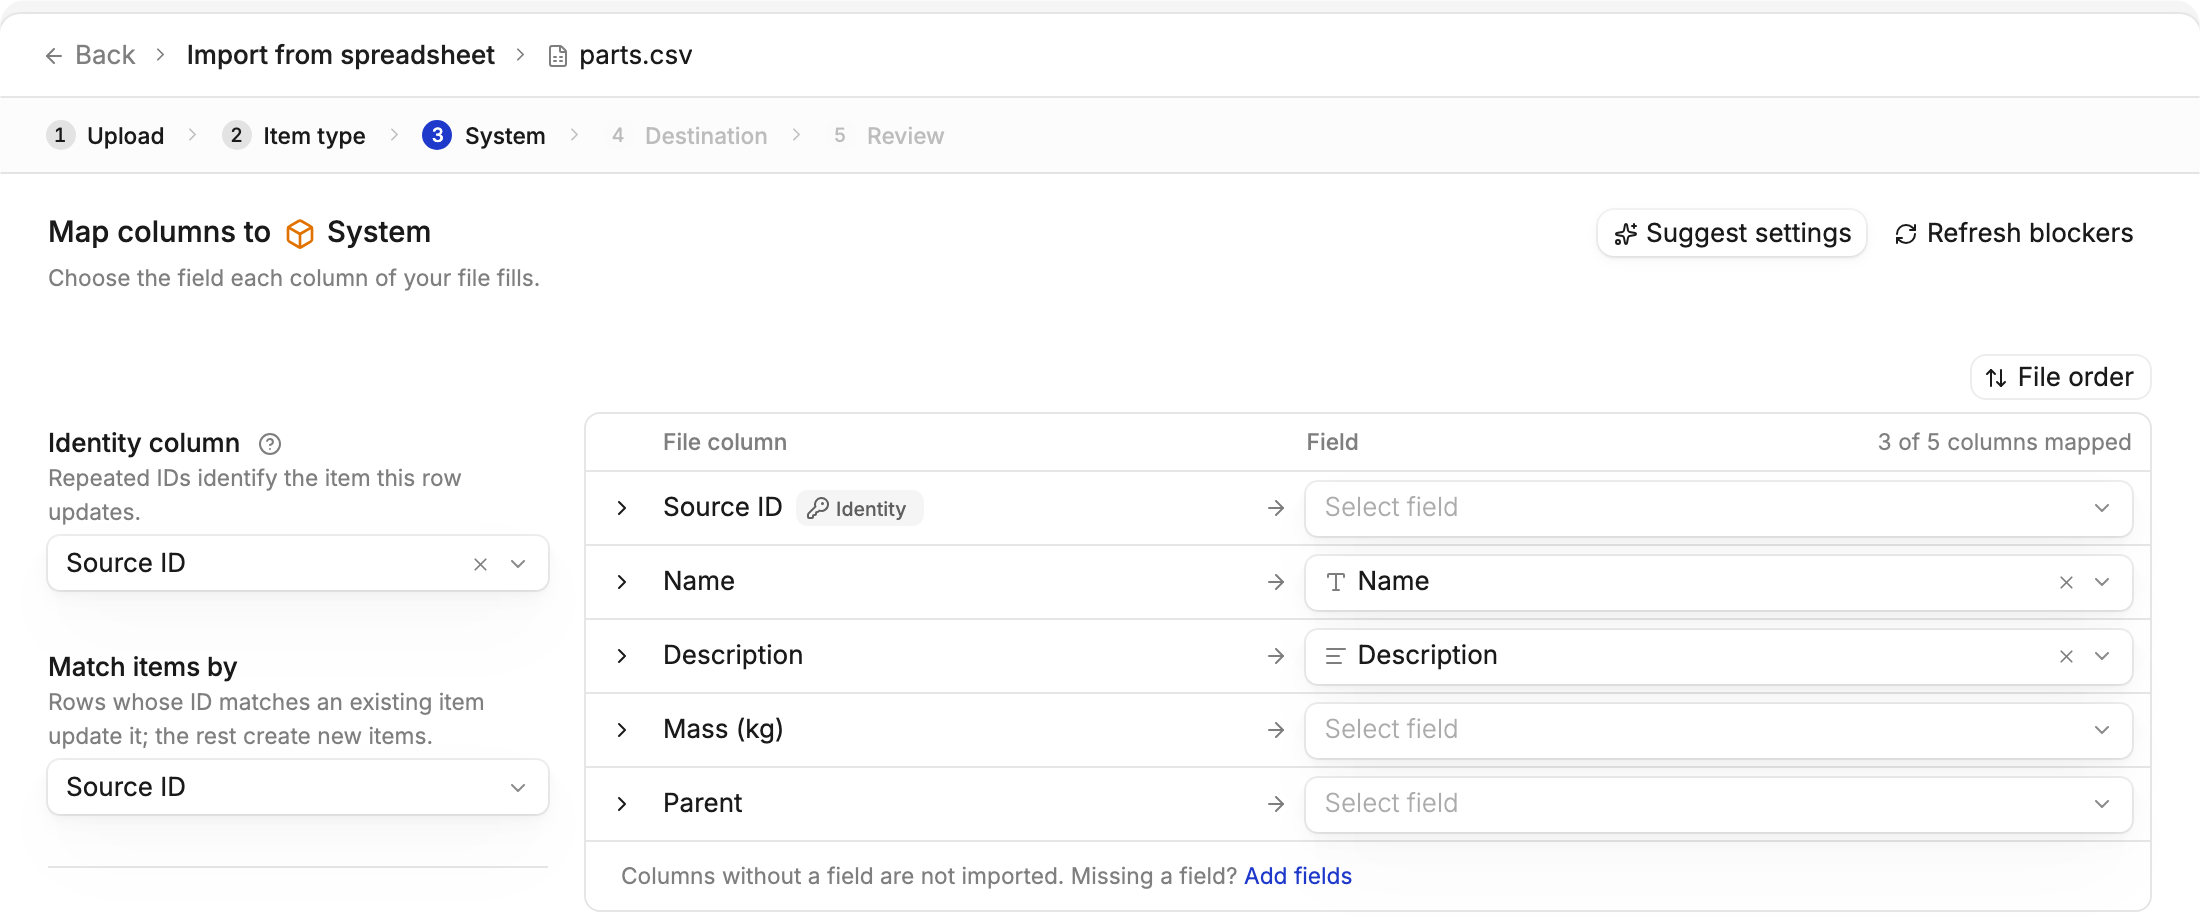 Back
Import from spreadsheet
parts.csv
1 Upload
2 Item type
3 System
4 Destination
5 Review
Map columns to System
Choose the field each column of your file fills.
Suggest settings
Refresh blockers
File order
Identity column
Repeated IDs identify the item this row
updates.
Source ID
Match items by
Rows whose ID matches an existing item
update it; the rest create new items.
Source ID
File column Field 3 of 5 columns mapped
Source ID Identity Select field
Name Name
Description Description
Mass (kg) Select field
Parent Select field
Columns without a field are not imported. Missing a field? Add fields